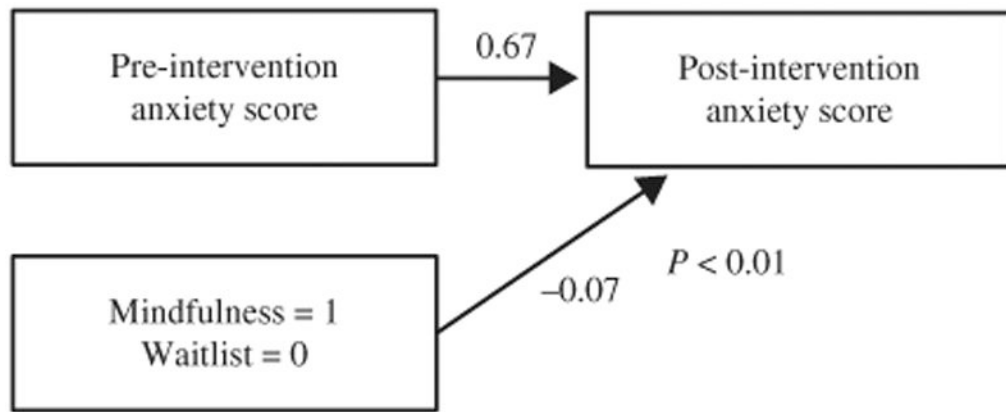 Pre-intervention
anxiety score
0.67
Post-intervention
anxiety score
Mindfulness = 1
Waitlist = 0
–0.07
P < 0.01